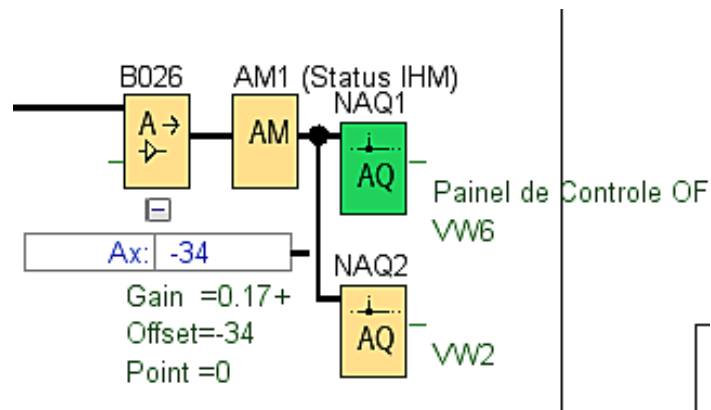 B026
AM1 (Status IHM)
NAQ1
A→
AM
AQ
Painel de Controle OF
VW6
Ax: -34
NAQ2
Gain =0.17+
Offset=-34
Point =0
AQ
VW2